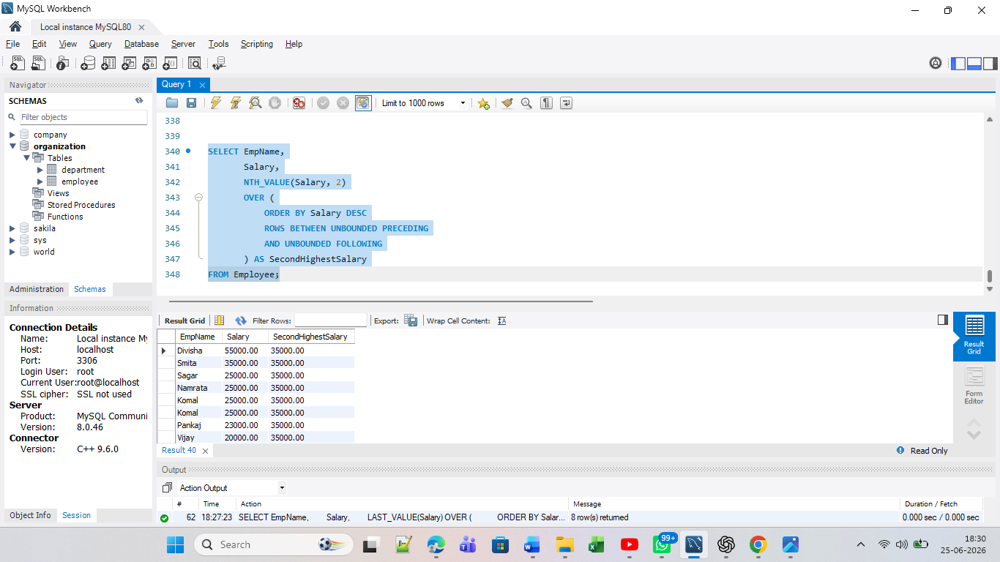 MySQL Workbench
Local instance MySQL80
File Edit View Query Database Server Tools Scripting Help
Navigator
SCHEMAS
Filter objects
company
organization
Tables
department
employee
Views
Stored Procedures
Functions
sakila
sys
world
Administration Schemas
Information
Connection Details
Name: Local instance My
Host: localhost
Port: 3306
Login User: root
Current User:root@localhost
SSL cipher: SSL not used
Server
Product: MySQL Communi
Version: 8.0.46
Connector
Version: C++ 9.6.0
Object Info Session
Query 1
Limit to 1000 rows
338
339
340 SELECT EmpName,
341 Salary,
342 NTH_VALUE(Salary, 2)
343 OVER (
344 ORDER BY Salary DESC
345 ROWS BETWEEN UNBOUNDED PRECEDING
346 AND UNBOUNDED FOLLOWING
347 ) AS SecondHighestSalary
348 FROM Employee;
Result Grid Filter Rows: Export: Wrap Cell Content:
EmpName Salary SecondHighestSalary
Divisha 55000.00 35000.00
Smita 35000.00 35000.00
Sagar 25000.00 35000.00
Namrata 25000.00 35000.00
Komal 25000.00 35000.00
Komal 25000.00 35000.00
Pankaj 23000.00 35000.00
Vijay 20000.00 35000.00
Result Grid
Form Editor
Result 40 Read Only
Output
Action Output
# Time Action Message Duration / Fetch
62 18:27:23 SELECT EmpName, Salary, LAST_VALUE(Salary) OVER ( ORDER BY Salar... 8 row(s) returned 0.000 sec / 0.000 sec
Search
99+
18:30
25-06-2026